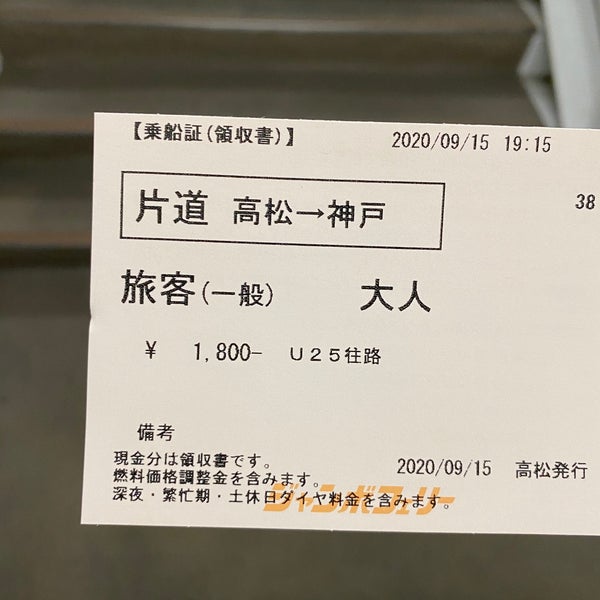 【乗船証(領収書)】 2020/09/15 19:15
38
片道 高松→神戸
旅客(一般) 大人
¥ 1,800- U25往路
備考
現金分は領収書です。
燃料価格調整金を含みます。
2020/09/15 高松発行
深夜・繁忙期・土休日ダイヤ料金を含みます。
ジャンボフェリー